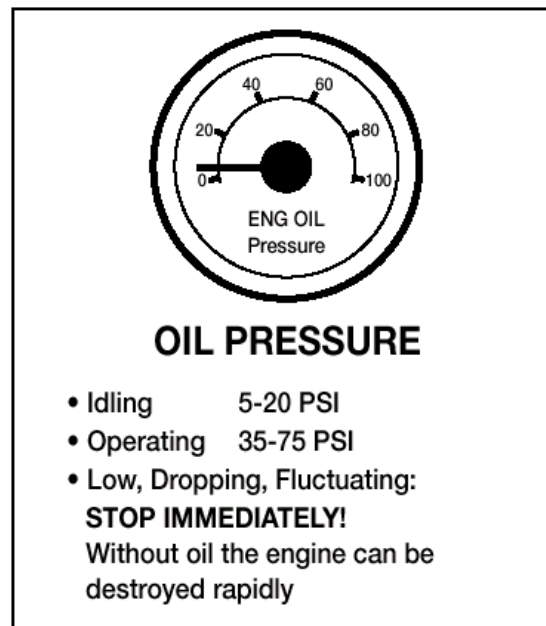 40 60
20 80
0 100
ENG OIL
Pressure
OIL PRESSURE
• Idling 5-20 PSI
• Operating 35-75 PSI
• Low, Dropping, Fluctuating:
STOP IMMEDIATELY!
Without oil the engine can be
destroyed rapidly